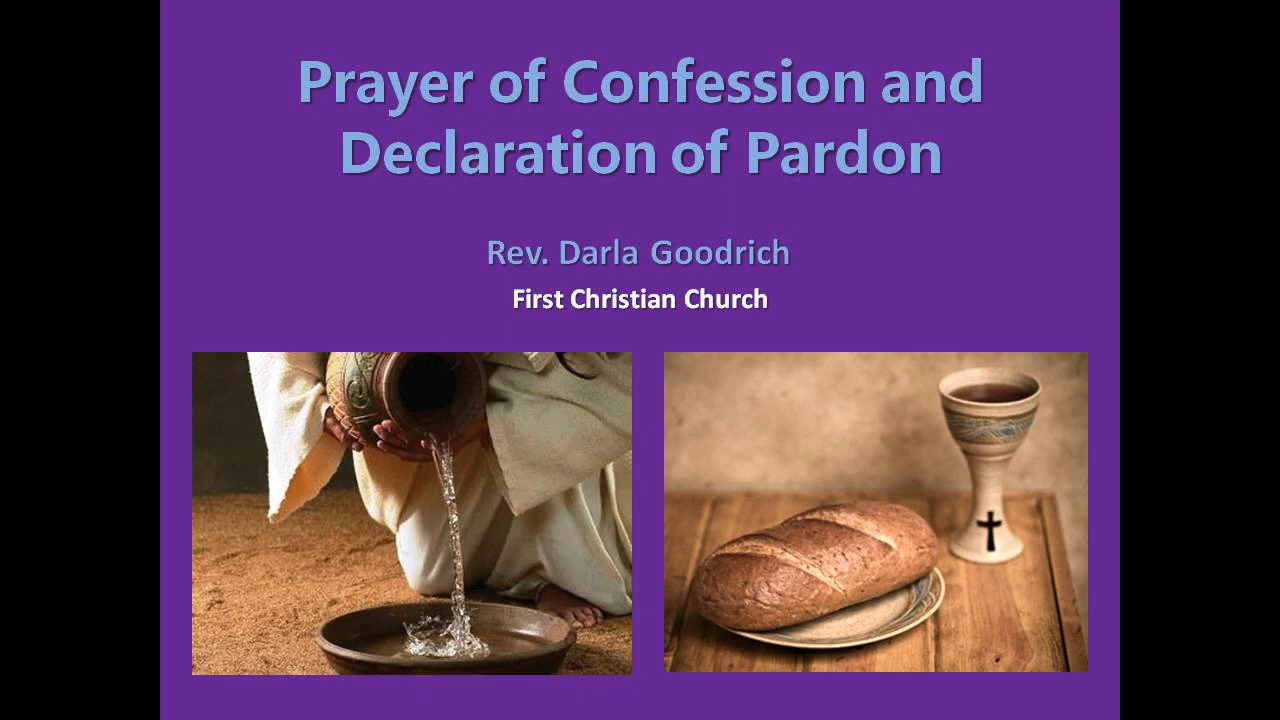 Prayer of Confession and
Declaration of Pardon
Rev. Darla Goodrich
First Christian Church